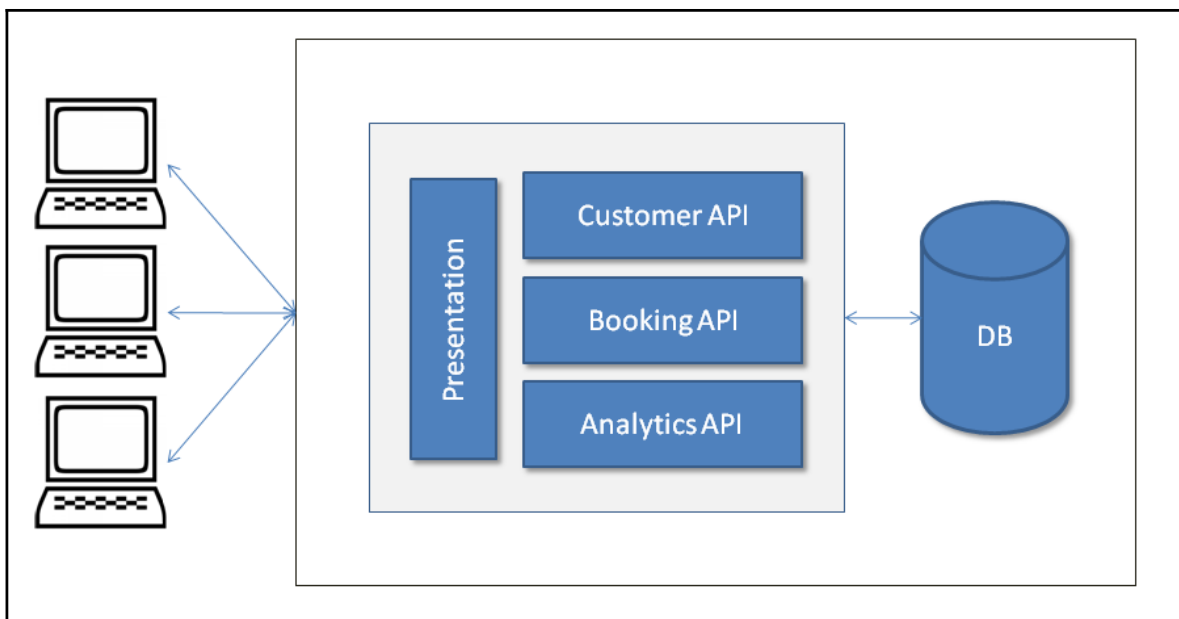 Presentation
Customer API
Booking API
Analytics API
DB